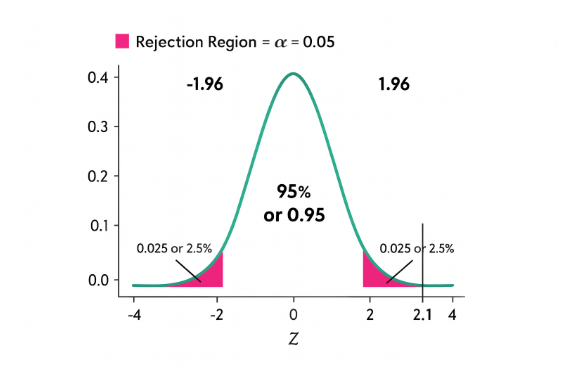 Rejection Region = α = 0.05
0.4
-1.96
1.96
0.3
0.2
95%
or 0.95
0.1
0.025 or 2.5%
0.025 or 2.5%
0.0
-4
-2
0
2
2.1
4
Z